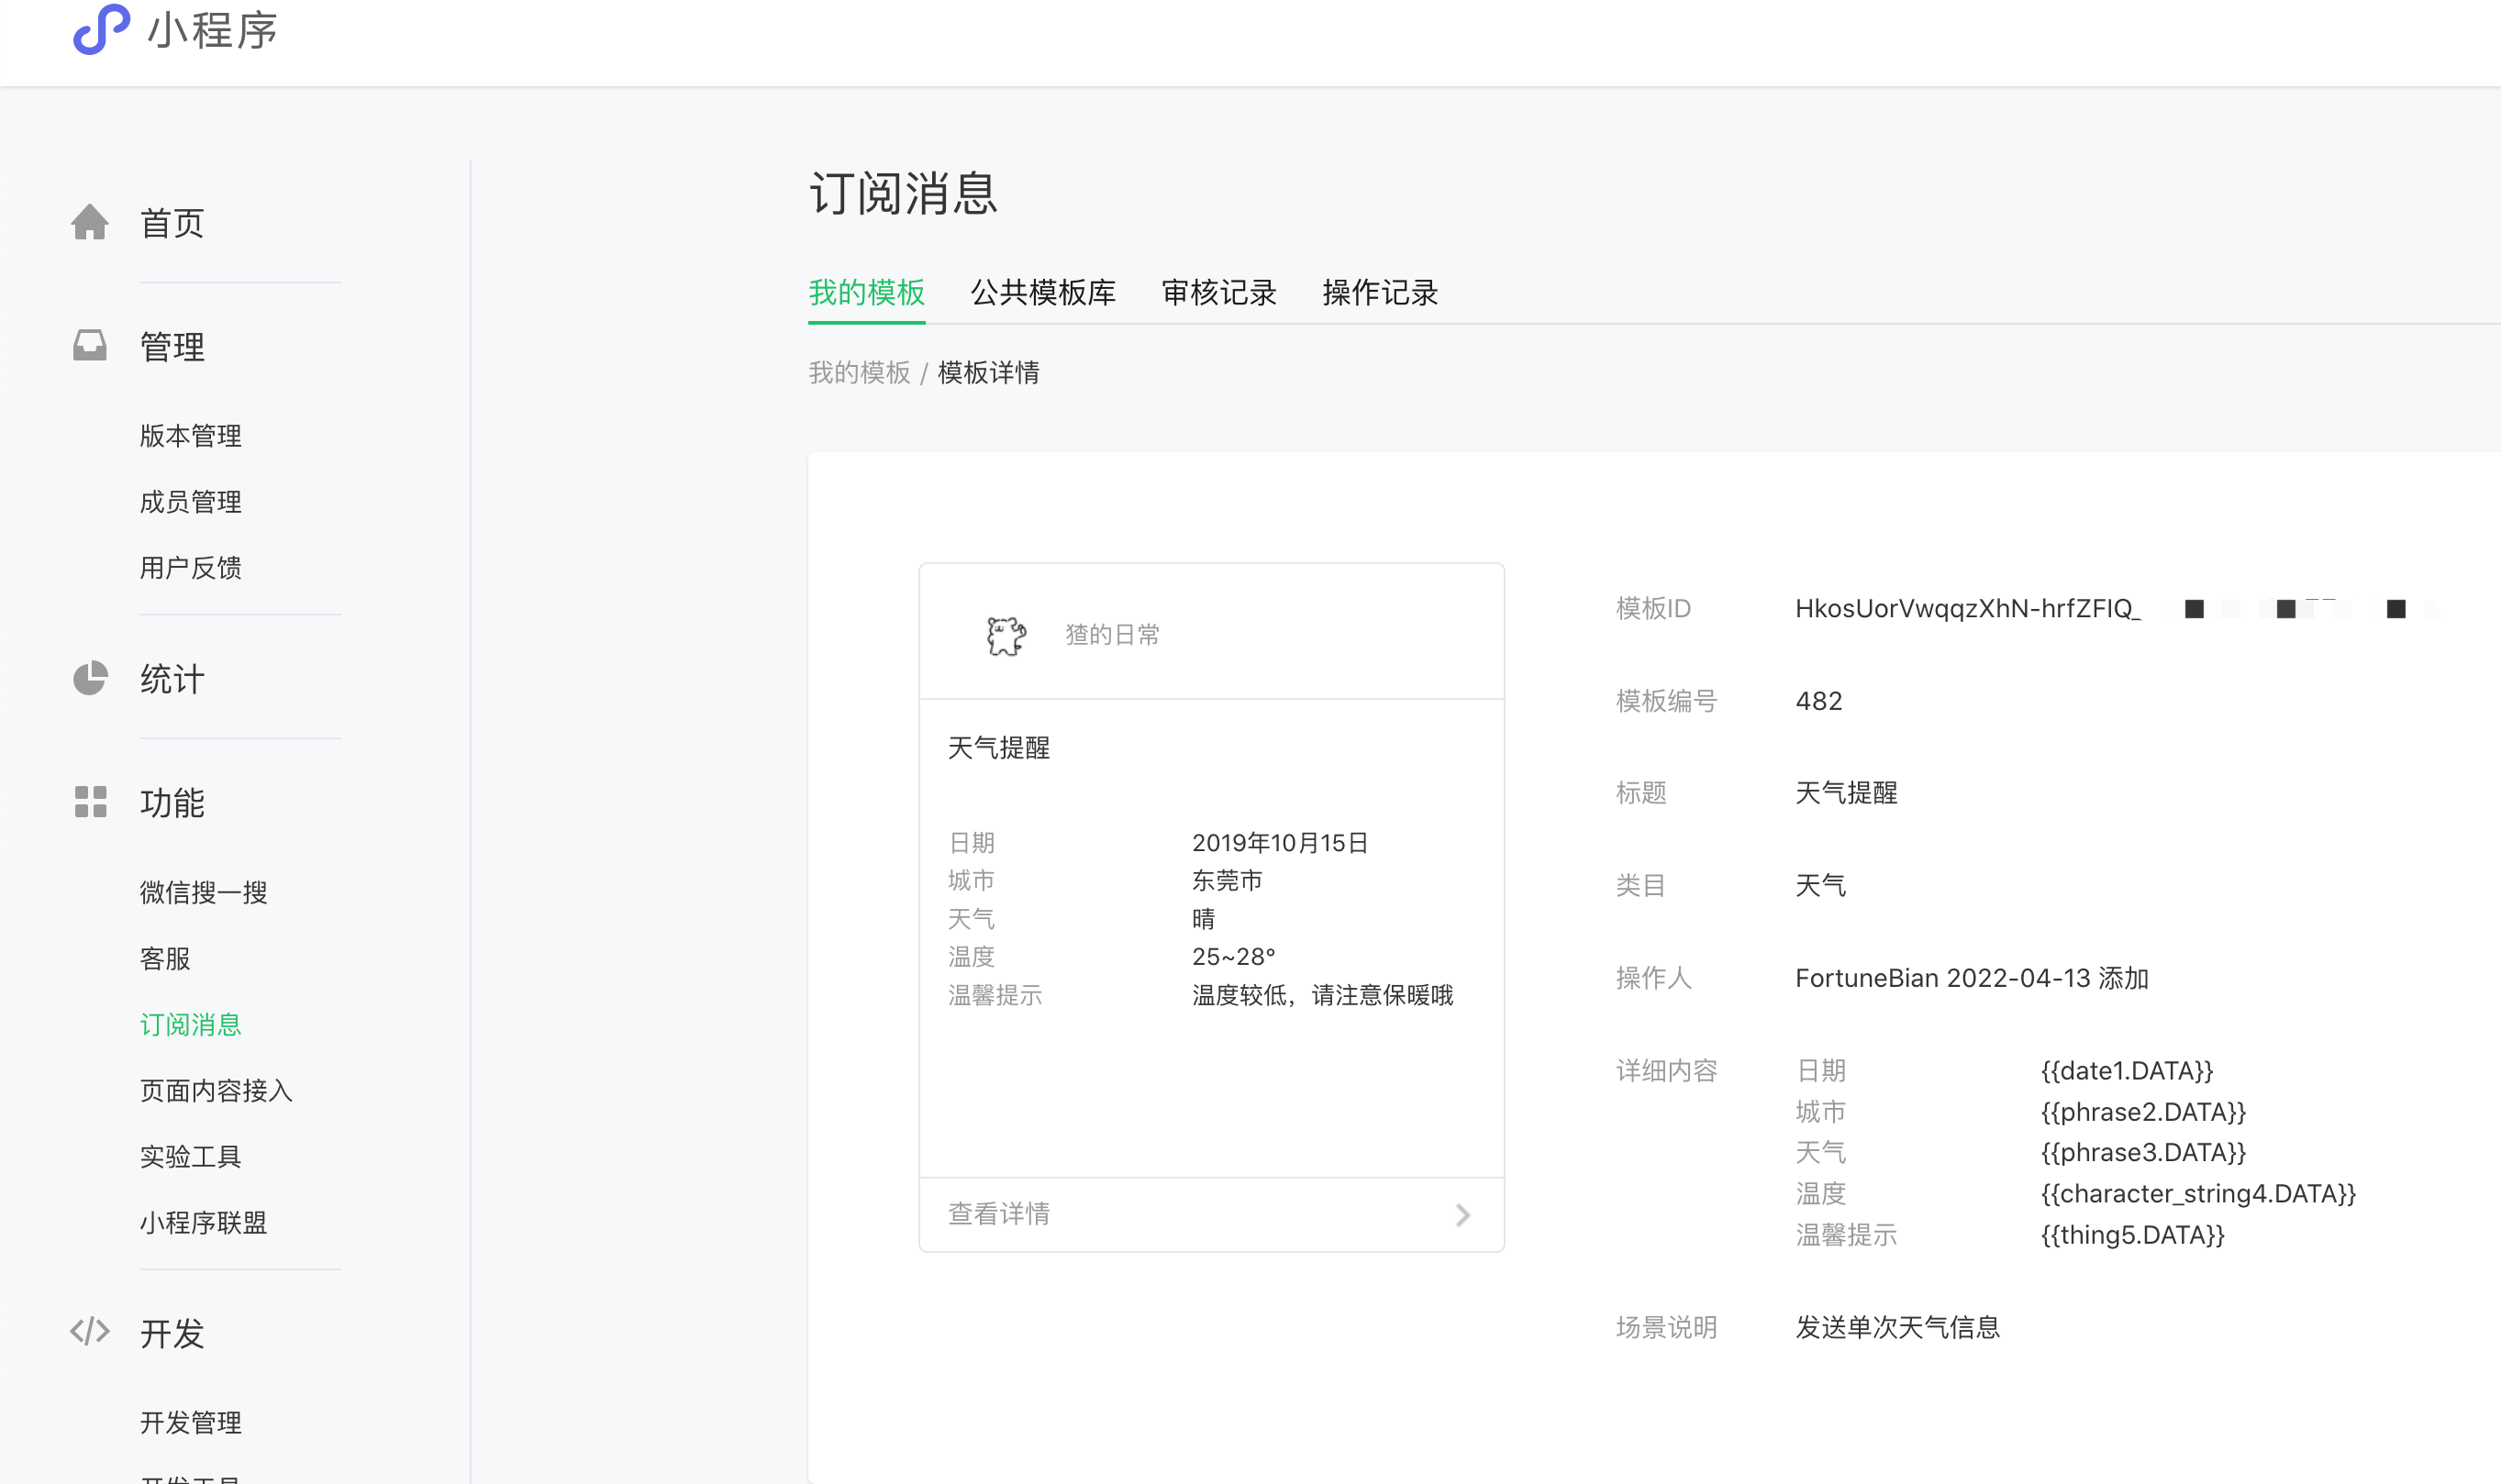 小程序
首页
管理
版本管理
成员管理
用户反馈
统计
功能
微信搜一搜
客服
订阅消息
页面内容接入
实验工具
小程序联盟
开发
开发管理
订阅消息
我的模板 公共模板库 审核记录 操作记录
我的模板 / 模板详情
猹的日常
天气提醒
日期 2019年10月15日
城市 东莞市
天气 晴
温度 25~28°
温馨提示 温度较低，请注意保暖哦
查看详情
模板ID HkosUorVwqqzXhN-hrfZFIQ_
模板编号 482
标题 天气提醒
类目 天气
操作人 FortuneBian 2022-04-13 添加
详细内容 日期 {{date1.DATA}}
城市 {{phrase2.DATA}}
天气 {{phrase3.DATA}}
温度 {{character_string4.DATA}}
温馨提示 {{thing5.DATA}}
场景说明 发送单次天气信息